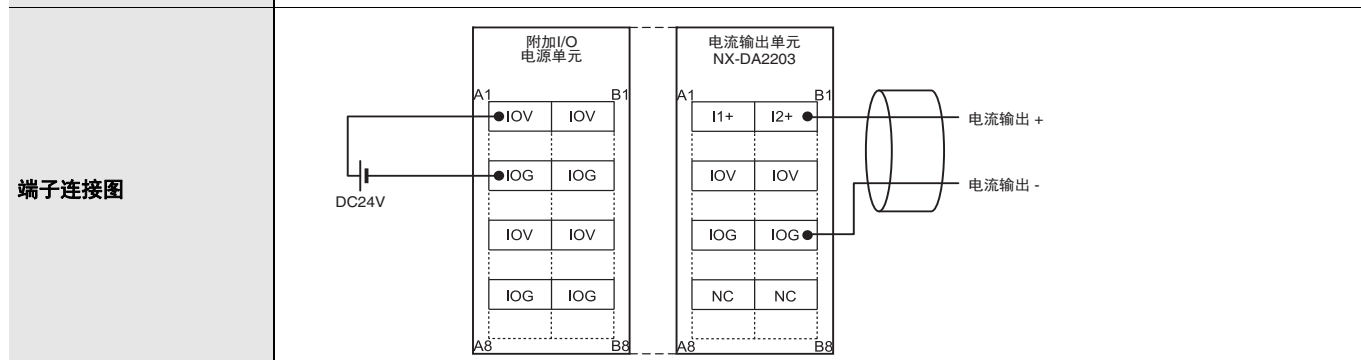 端子连接图
附加I/O
电源单元
A1 B1
IOV IOV
IOG IOG
IOV IOV
IOG IOG
A8 B8
DC24V
电流输出单元
NX-DA2203
A1 B1
I1+ I2+
IOV IOV
IOG IOG
NC NC
A8 B8
电流输出 +
电流输出 -